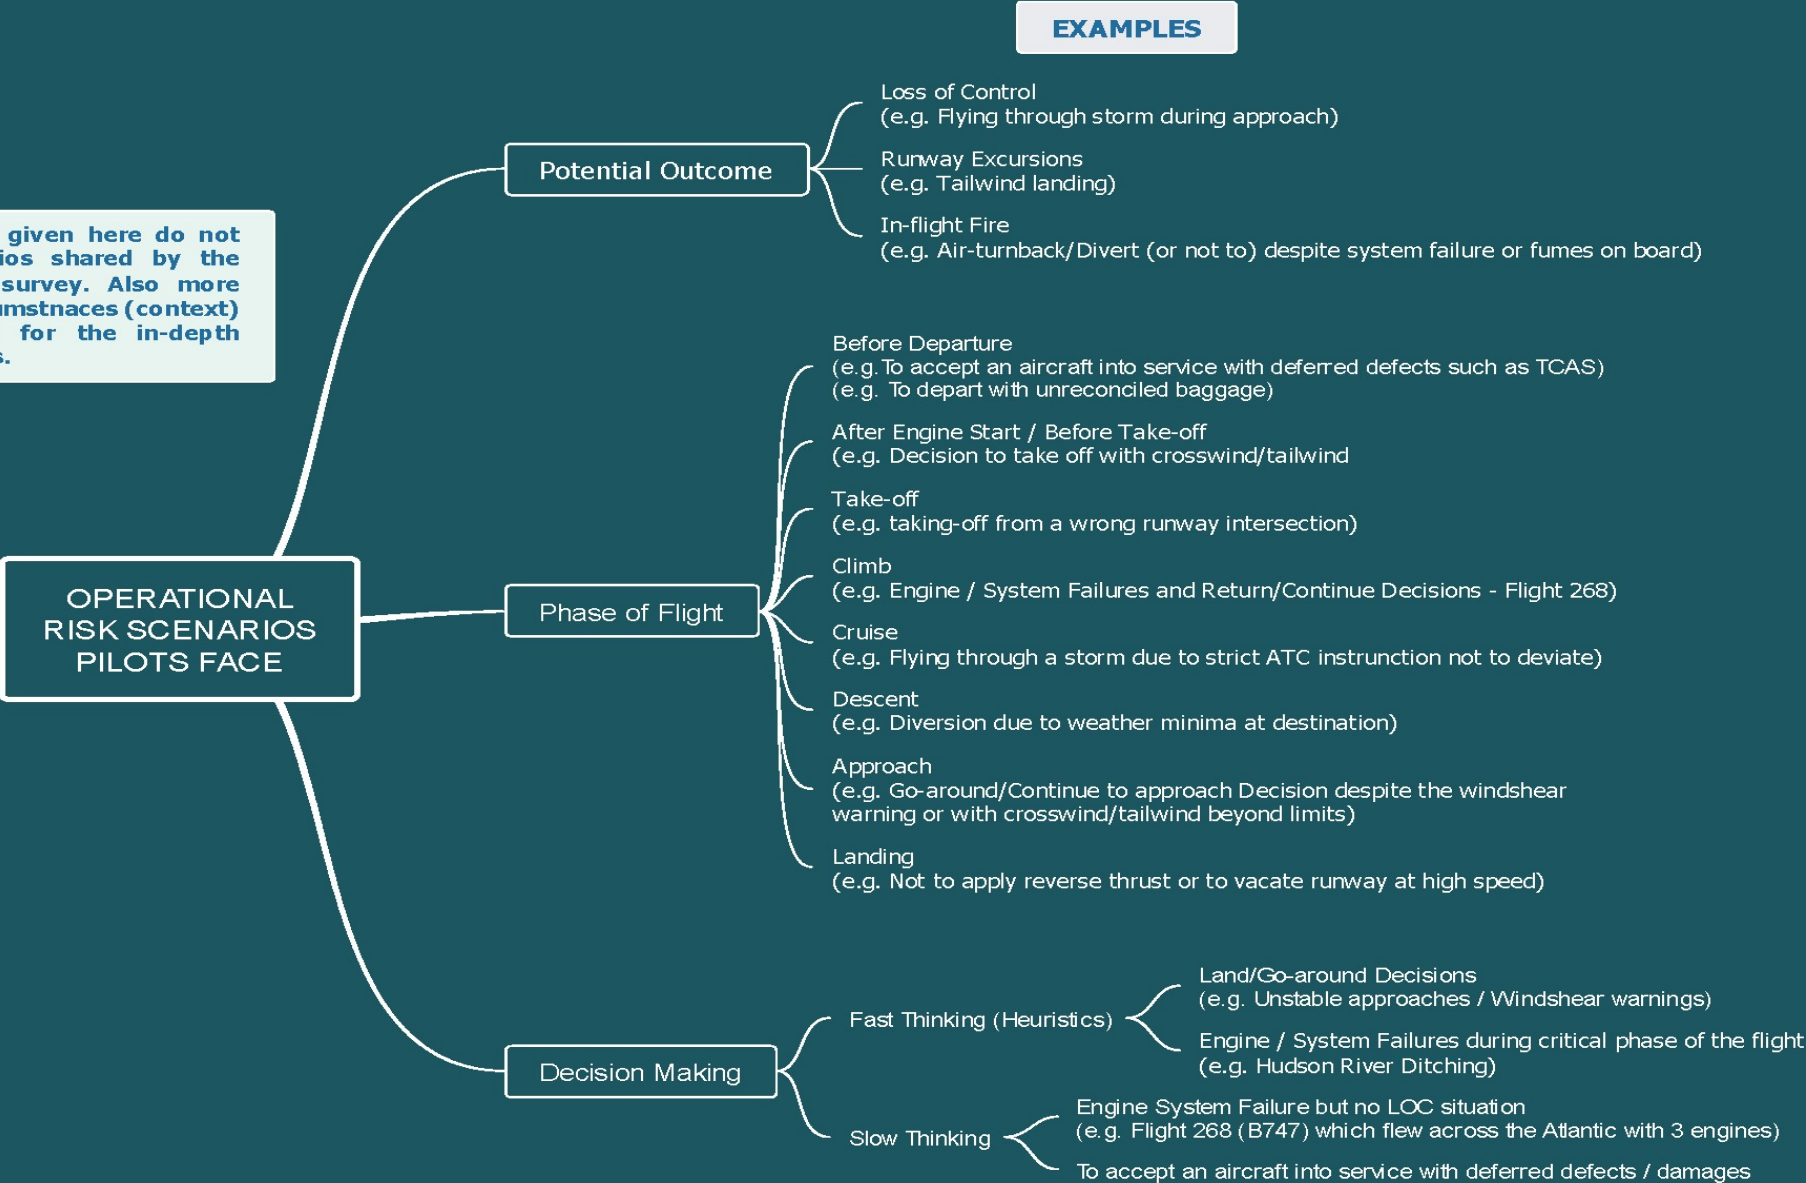 EXAMPLES
Loss of Control
(e.g. Flying through storm during approach)
Potential Outcome
Runway Excursions
(e.g. Tailwind landing)
In-flight Fire
(e.g. Air-turnback/Divert (or not to) despite system failure or fumes on board)
given here do not
ios shared by the
survey. Also more
umstnaces (context)
for the in-depth
s.
Before Departure
(e.g.To accept an aircraft into service with deferred defects such as TCAS)
(e.g. To depart with unreconciled baggage)
After Engine Start / Before Take-off
(e.g. Decision to take off with crosswind/tailwind
Take-off
(e.g. taking-off from a wrong runway intersection)
Climb
(e.g. Engine / System Failures and Return/Continue Decisions - Flight 268)
OPERATIONAL
RISK SCENARIOS
PILOTS FACE
Phase of Flight
Cruise
(e.g. Flying through a storm due to strict ATC instrunction not to deviate)
Descent
(e.g. Diversion due to weather minima at destination)
Approach
(e.g. Go-around/Continue to approach Decision despite the windshear
warning or with crosswind/tailwind beyond limits)
Landing
(e.g. Not to apply reverse thrust or to vacate runway at high speed)
Decision Making
Fast Thinking (Heuristics)
Land/Go-around Decisions
(e.g. Unstable approaches / Windshear warnings)
Engine / System Failures during critical phase of the flight
(e.g. Hudson River Ditching)
Slow Thinking
Engine System Failure but no LOC situation
(e.g. Flight 268 (B747) which flew across the Atlantic with 3 engines)
To accept an aircraft into service with deferred defects / damages